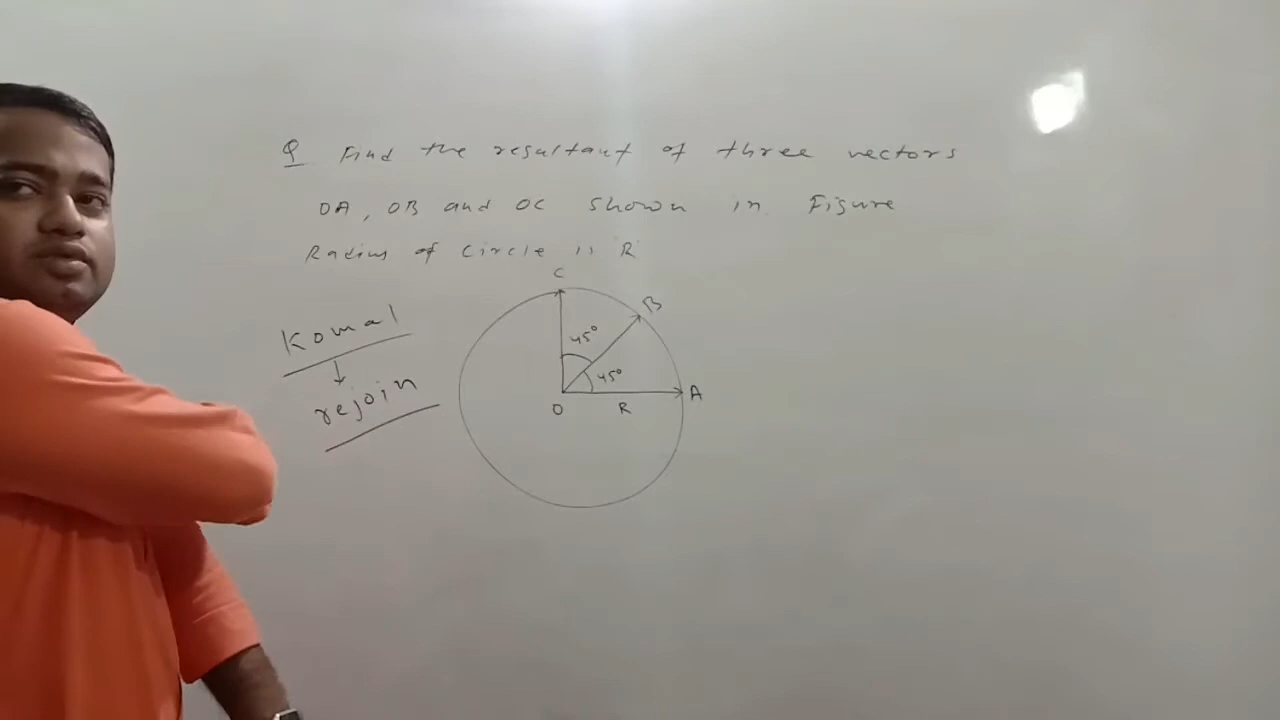 Q Find the resultant of three vectors
OA, OB and OC shown in Figure
Radius of circle is R
C
B
Komal
45°
45°
rejoin
A
O
R